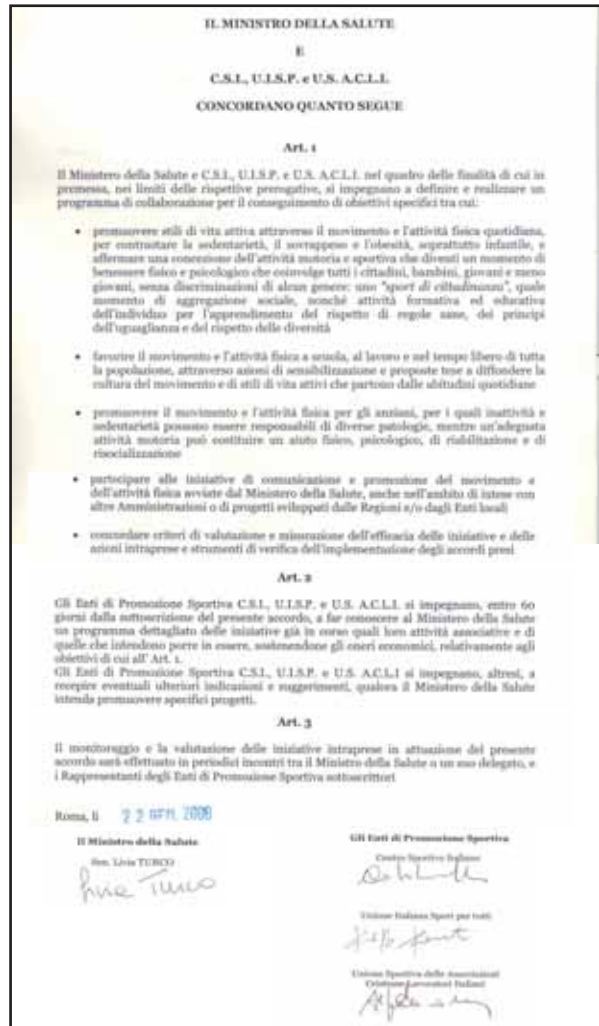 IL MINISTRO DELLA SALUTE
E
C.S.I., U.I.S.P. e U.S. A.C.L.I.
CONCORDANO QUANTO SEGUE
Art. 1
Il Ministero della Salute e C.S.I., U.I.S.P. e U.S. A.C.L.I. nel quadro delle finalità di cui in
premessa, nei limiti delle rispettive prerogative, si impegnano a definire e realizzare un
programma di collaborazione per il conseguimento di obiettivi specifici tra cui:
• promuovere stili di vita attiva attraverso il movimento e l'attività fisica quotidiana,
per contrastare la sedentarietà, il sovrappeso e l'obesità, soprattutto infantile, e
affermare una concezione dell'attività motoria e sportiva che diventi un momento di
benessere fisico e psicologico che coinvolge tutti i cittadini, bambini, giovani e meno
giovani, senza discriminazioni di alcun genere: uno "sport di cittadinanza", quale
momento di aggregazione sociale, nonché attività formativa ed educativa
dell'individuo per l'apprendimento del rispetto di regole sane, dei principi
dell'uguaglianza e del rispetto delle diversità
• favorire il movimento e l'attività fisica a scuola, al lavoro e nel tempo libero di tutta
la popolazione, attraverso azioni di sensibilizzazione e proposte tese a diffondere la
cultura del movimento e di stili di vita attivi che partono dalle abitudini quotidiane
• promuovere il movimento e l'attività fisica per gli anziani, per i quali inattività e
sedentarietà possono essere responsabili di diverse patologie, mentre un'adeguata
attività motoria può costituire un aiuto fisico, psicologico, di riabilitazione e di
risocializzazione
• partecipare alle iniziative di comunicazione e promozione del movimento e
dell'attività fisica avviate dal Ministero della Salute, anche nell'ambito di intese con
altre Amministrazioni o di progetti sviluppati dalle Regioni e/o dagli Enti locali
• concordare criteri di valutazione e misurazione dell'efficacia delle iniziative e delle
azioni intraprese e strumenti di verifica dell'implementazione degli accordi presi
Art. 2
Gli Enti di Promozione Sportiva C.S.I., U.I.S.P. e U.S. A.C.L.I. si impegnano, entro 60
giorni dalla sottoscrizione del presente accordo, a far conoscere al Ministero della Salute
un programma dettagliato delle iniziative già in corso quali loro attività associative e di
quelle che intendono porre in essere, sostenendone gli oneri economici, relativamente agli
obiettivi di cui all' Art. 1.
Gli Enti di Promozione Sportiva C.S.I., U.I.S.P. e U.S. A.C.L.I si impegnano, altresì, a
recepire eventuali ulteriori indicazioni e suggerimenti, qualora il Ministero della Salute
intenda promuovere specifici progetti.
Art. 3
Il monitoraggio e la valutazione delle iniziative intraprese in attuazione del presente
accordo sarà effettuato in periodici incontri tra il Ministro della Salute o un suo delegato, e
i Rappresentanti degli Enti di Promozione Sportiva sottoscrittori
Roma, li 22
Il Ministro della Salute
Sen. Livia TURCO
Livia Turco
Gli Enti di Promozione Sportiva
Centro Sportivo Italiano
Unione Italiana Sport per tutti
Unione Sportiva delle Associazioni
Cristiane Lavoratori Italiani